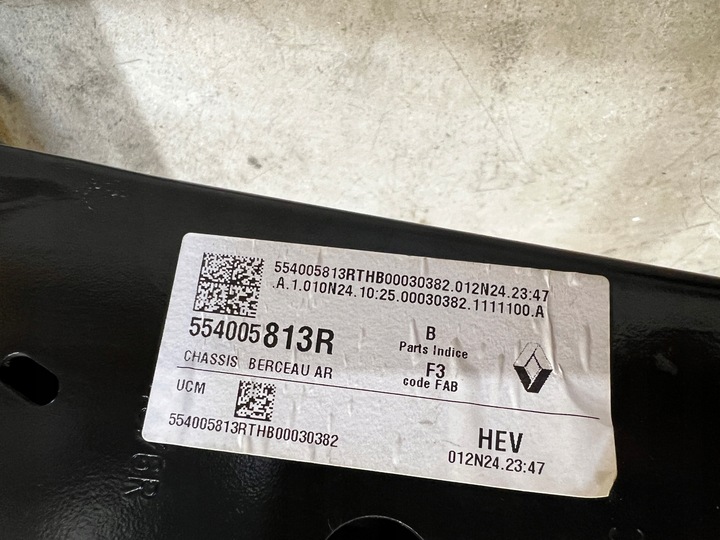 554005813RTHB00030382.012N24.23:47
.A.1.010N24.10:25.00030382.1111100.A
554005813R
B
Parts Indice
CHASSIS BERCEAU AR
F3
code FAB
UCM
554005813RTHB00030382
HEV
012N24.23:47